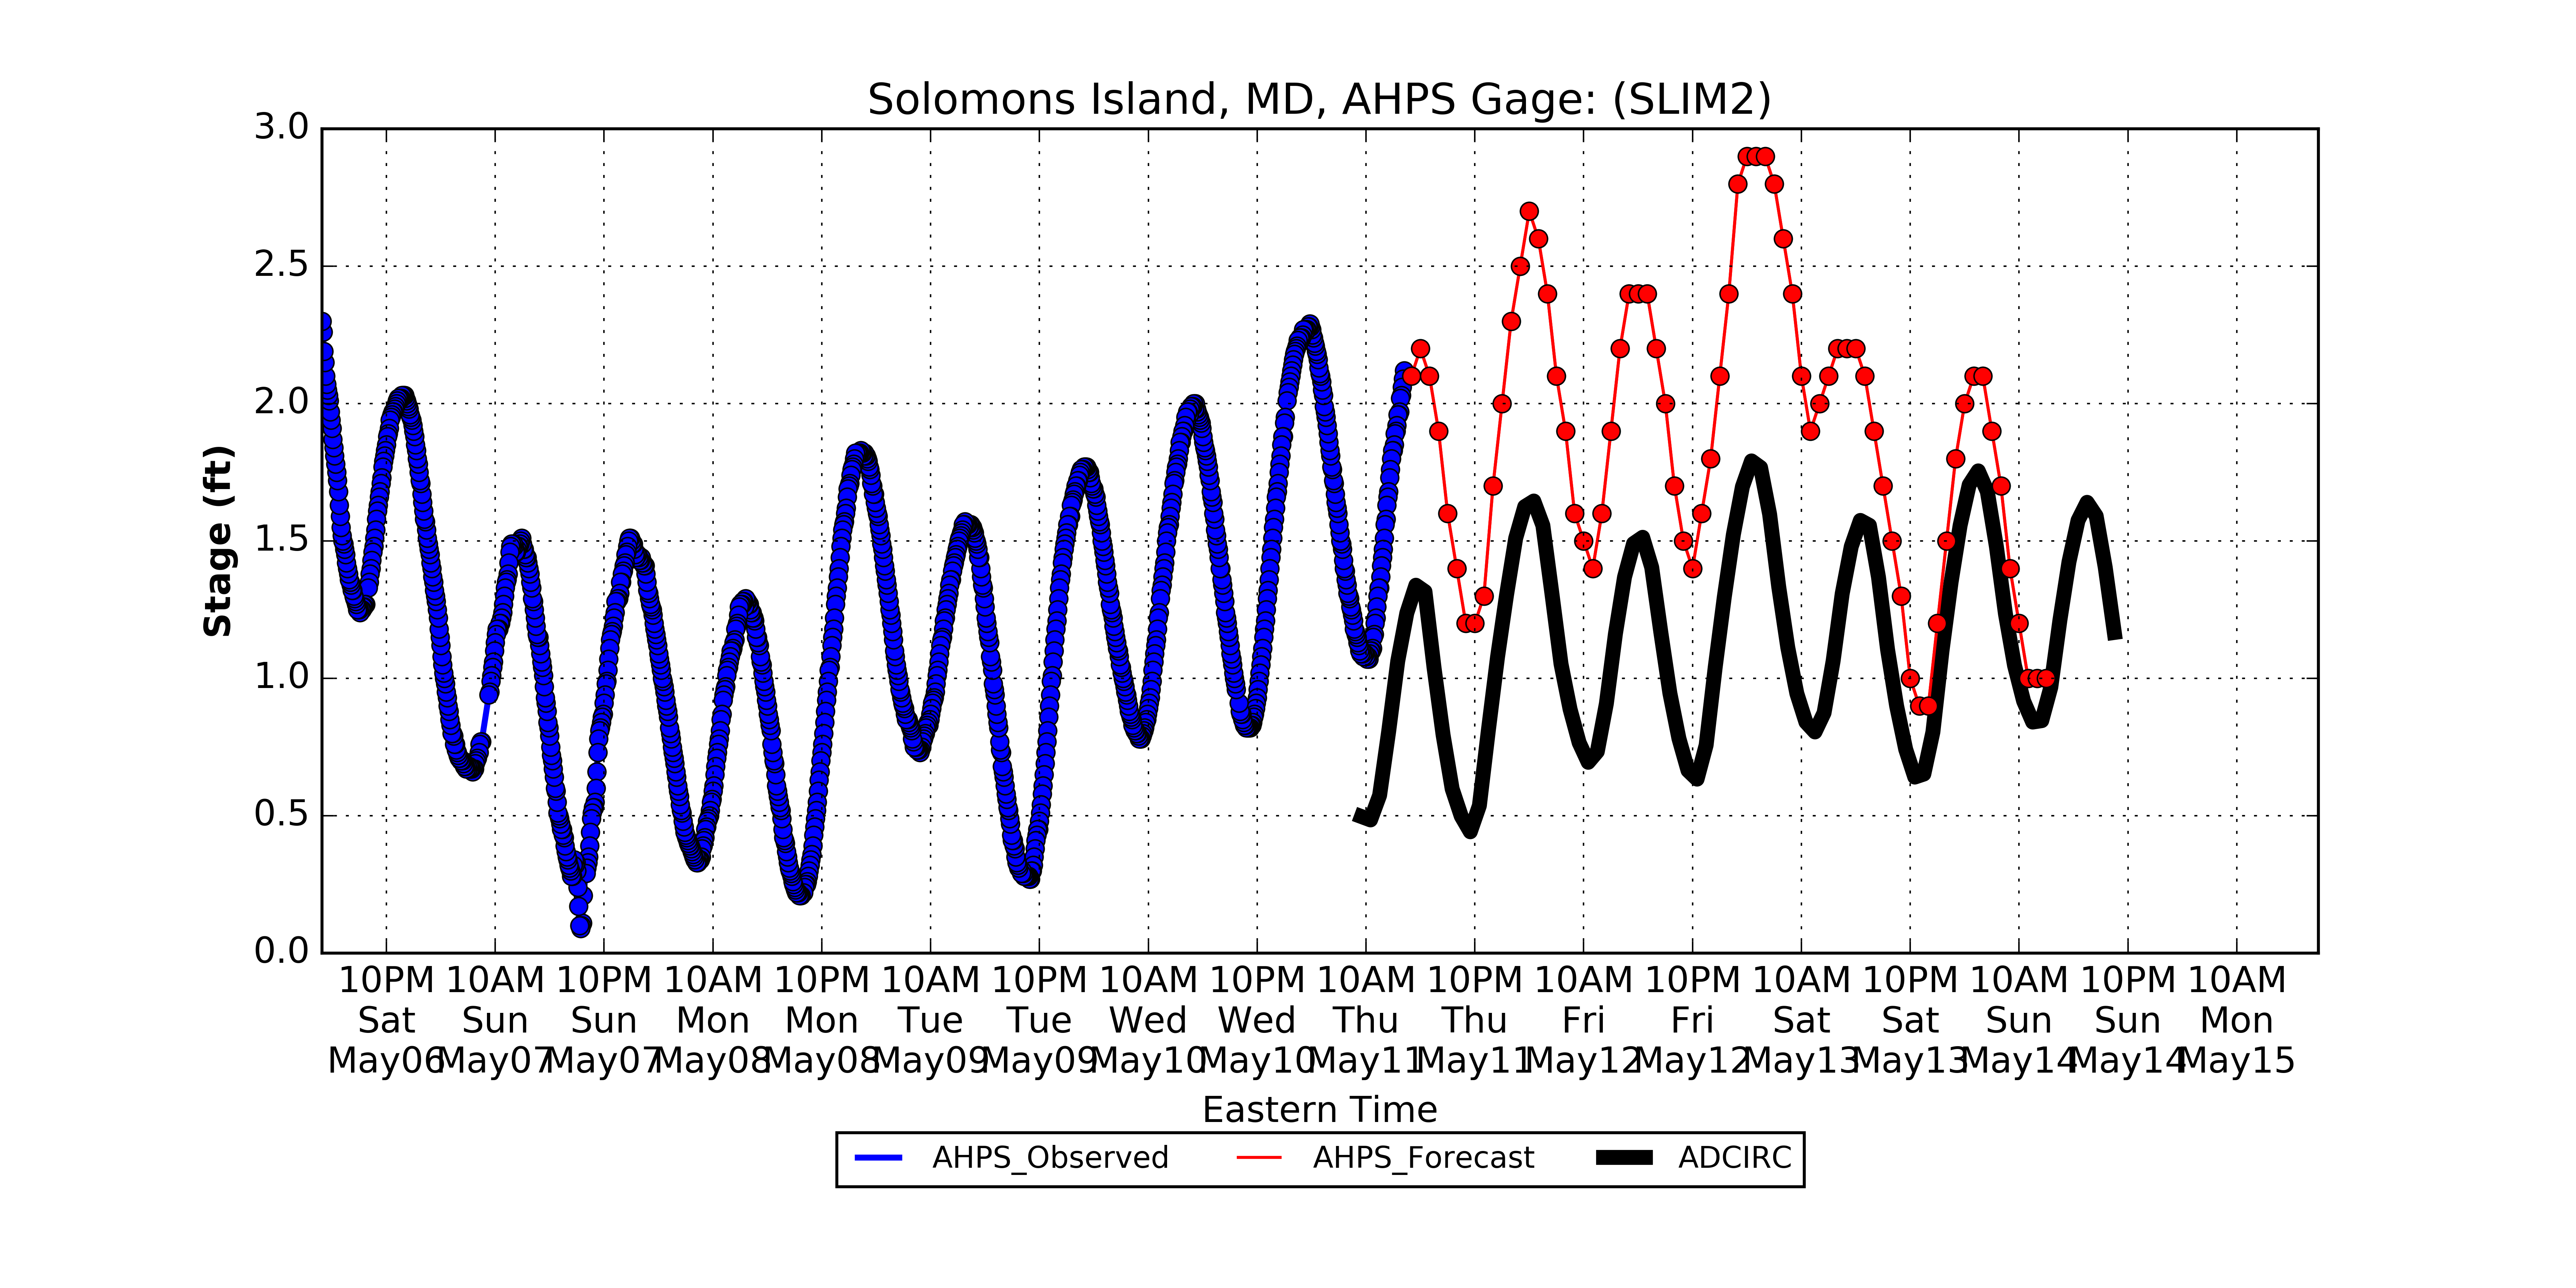 Solomons Island, MD, AHPS Gage: (SLIM2)
3.0
2.5
2.0
1.5
1.0
0.5
0.0
Stage (ft)
10PM 10AM 10PM 10AM 10PM 10AM 10PM 10AM 10PM 10AM 10PM 10AM 10PM 10AM 10PM 10AM 10PM 10AM
Sat Sun Sun Mon Mon Tue Tue Wed Wed Thu Thu Fri Fri Sat Sat Sun Sun Mon
May06 May07 May07 May08 May08 May09 May09 May10 May10 May11 May11 May12 May12 May13 May13 May14 May14 May15
Eastern Time
AHPS_Observed AHPS_Forecast ADCIRC